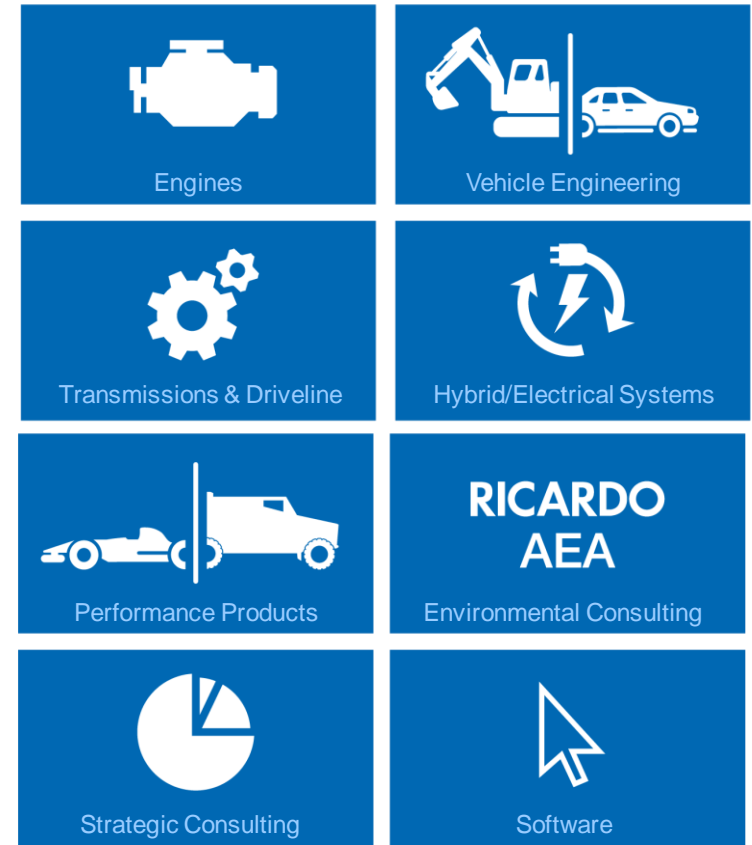 Engines
Vehicle Engineering
Transmissions & Driveline
Hybrid/Electrical Systems
Performance Products
RICARDO
AEA
Environmental Consulting
Strategic Consulting
Software